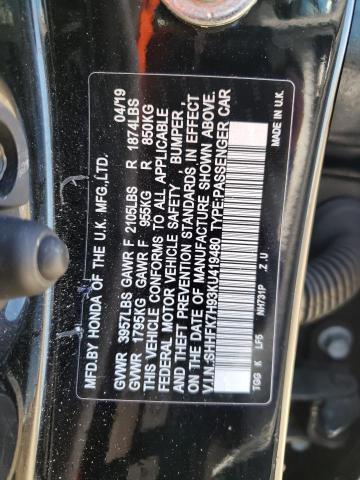 MFD.BY HONDA OF THE U.K. MFG.,LTD. 04/19
GVWR 3957LBS GAWR F 2105LBS R 1874LBS
GVWR 1795KG GAWR F 955KG R 850KG
THIS VEHICLE CONFORMS TO ALL APPLICABLE
FEDERAL MOTOR VEHICLE SAFETY , BUMPER,
AND THEFT PREVENTION STANDARDS IN EFFECT
ON THE DATE OF MANUFACTURE SHOWN ABOVE.
V.I.N.:SHHFK7H93KU419480 TYPE:PASSENGER CAR
TGG K LF5 NH731P . Z . U MADE IN U.K.